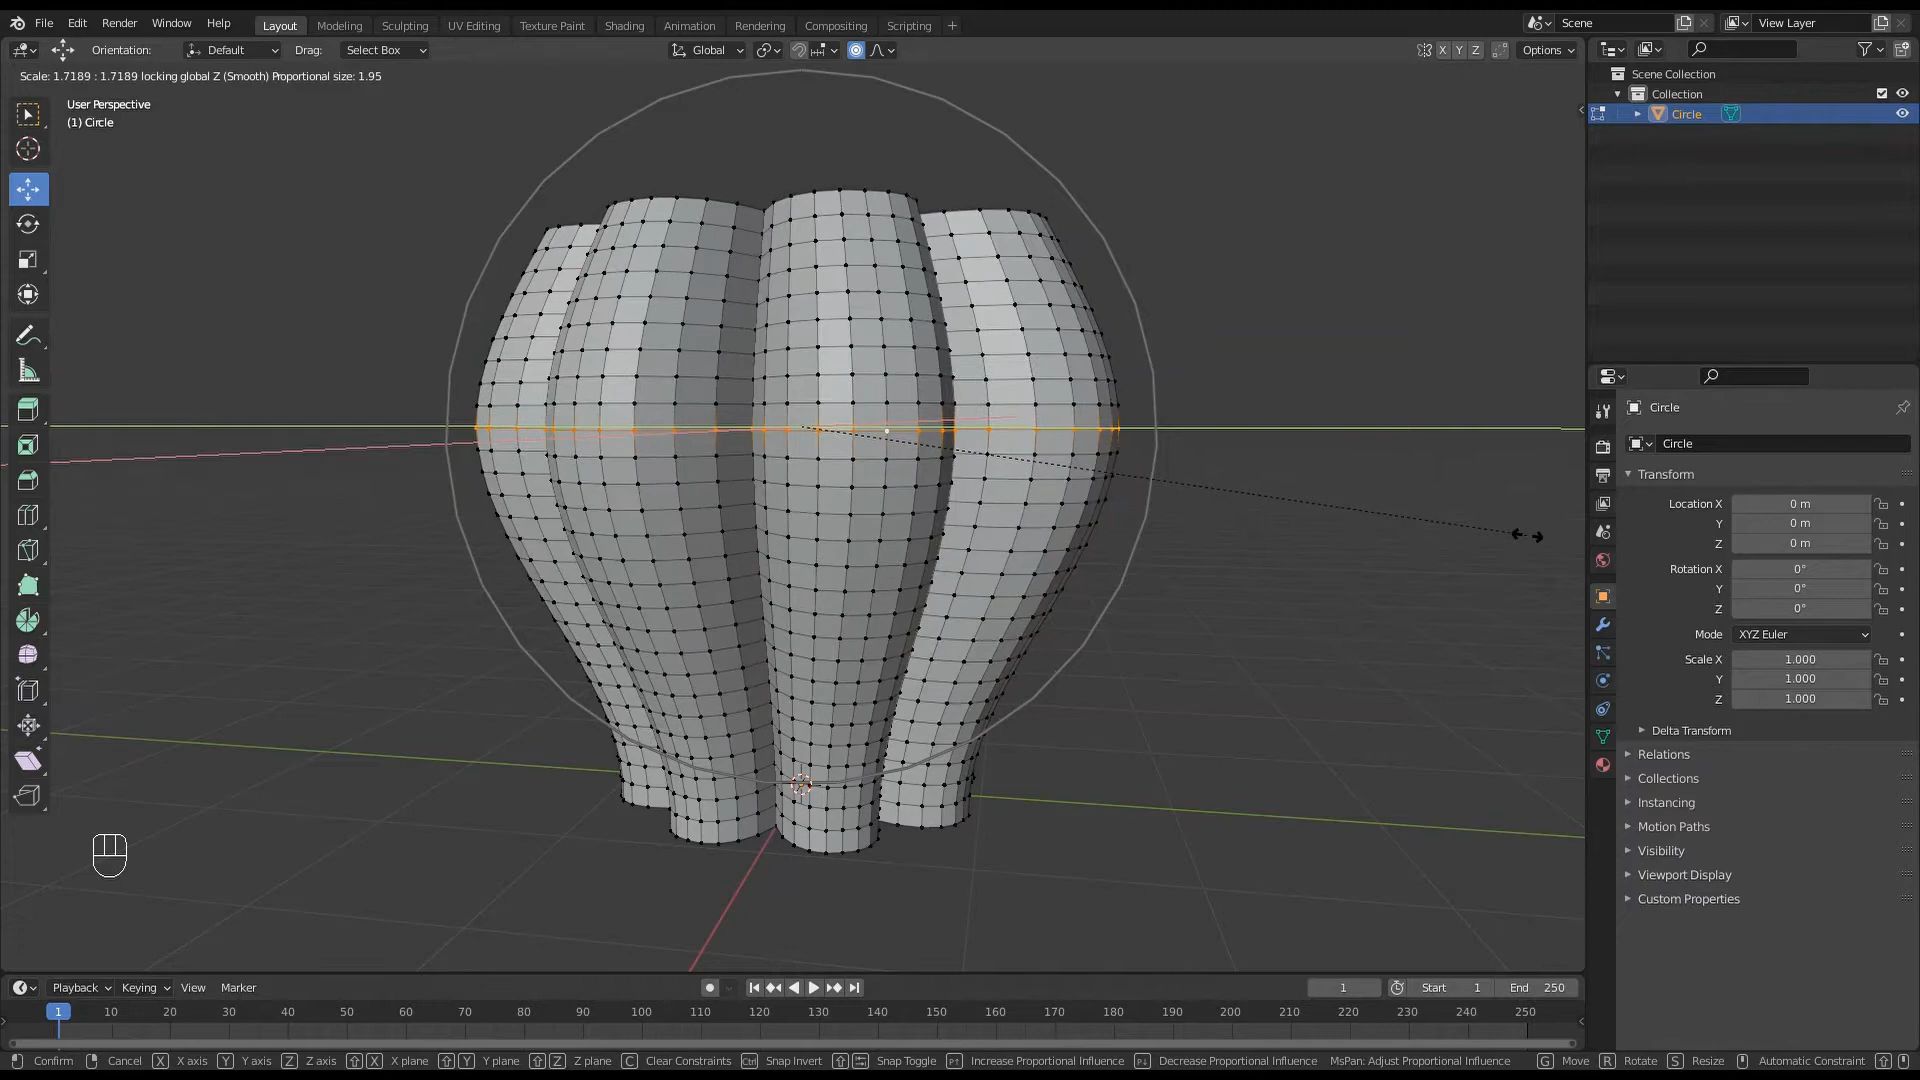 File Edit Render Window Help Layout Modeling Sculpting UV Editing Texture Paint Shading Animation Rendering Compositing Scripting + Scene View Layer
Orientation: Default Drag: Select Box Global X Y Z Options
Scale: 1.7189 : 1.7189 locking global Z (Smooth) Proportional size: 1.95
User Perspective
(1) Circle
Scene Collection
Collection
Circle
Circle
Circle
Transform
Location X 0 m
Y 0 m
Z 0 m
Rotation X 0°
Y 0°
Z 0°
Mode XYZ Euler
Scale X 1.000
Y 1.000
Z 1.000
Delta Transform
Relations
Collections
Instancing
Motion Paths
Visibility
Viewport Display
Custom Properties
Playback Keying View Marker 1 Start 1 End 250
1 10 20 30 40 50 60 70 80 90 100 110 120 130 140 150 160 170 180 190 200 210 220 230 240 250
Confirm Cancel X X axis Y Y axis Z Z axis X X plane Y Y plane Z Z plane C Clear Constraints Ctrl Snap Invert Snap Toggle Increase Proportional Influence Decrease Proportional Influence MsPan: Adjust Proportional Influence G Move R Rotate S Resize Automatic Constraint